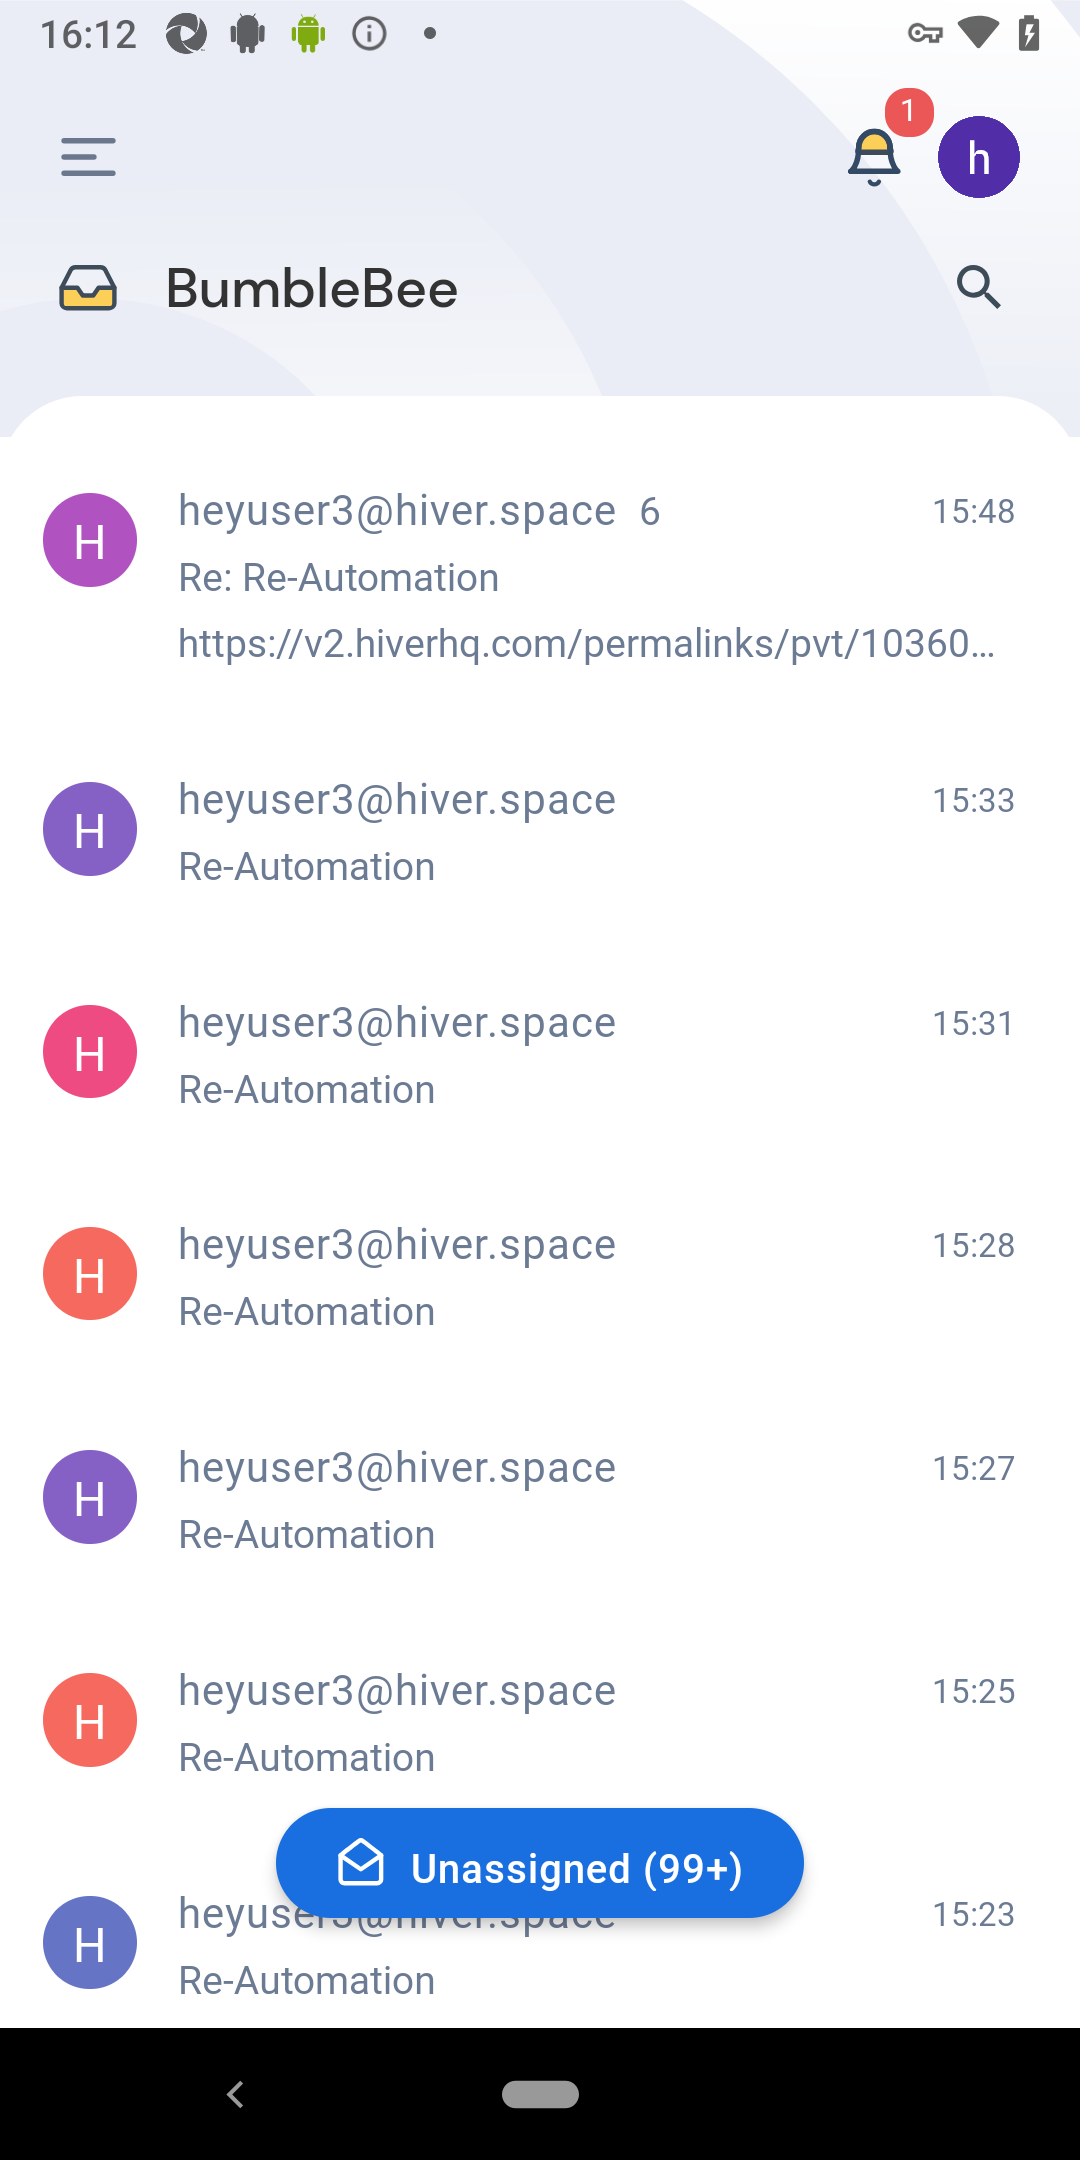 16:12
1
h
BumbleBee
H heyuser3@hiver.space 6 15:48
Re: Re-Automation
https://v2.hiverhq.com/permalinks/pvt/10360...
H heyuser3@hiver.space 15:33
Re-Automation
H heyuser3@hiver.space 15:31
Re-Automation
H heyuser3@hiver.space 15:28
Re-Automation
H heyuser3@hiver.space 15:27
Re-Automation
H heyuser3@hiver.space 15:25
Re-Automation
Unassigned (99+)
H heyuser3@hiver.space 15:23
Re-Automation